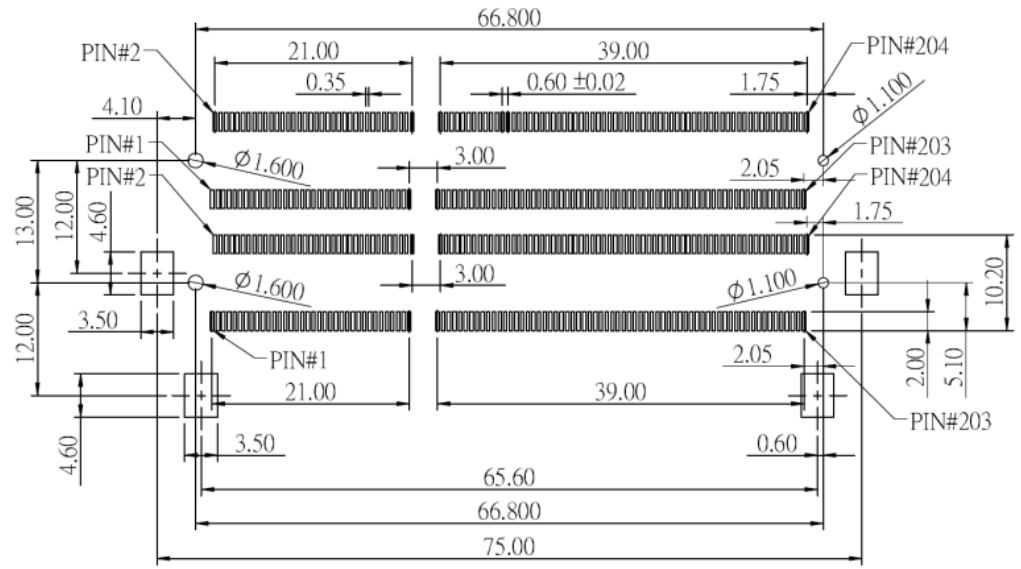 66.800
PIN#2
21.00
39.00
PIN#204
0.35
0.60 ±0.02
1.75
Ø1.100
4.10
PIN#1
Ø1.600
3.00
2.05
PIN#203
PIN#2
PIN#204
1.75
13.00
12.00
4.60
3.00
Ø1.600
Ø1.100
10.20
3.50
12.00
PIN#1
2.05
2.00
5.10
21.00
39.00
PIN#203
4.60
3.50
0.60
65.60
66.800
75.00